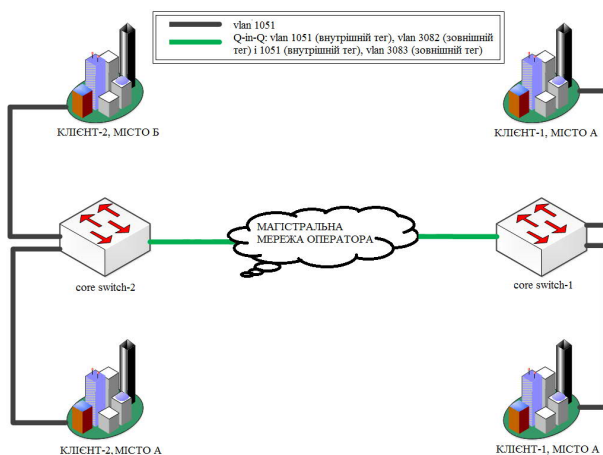 vlan 1051
Q-in-Q: vlan 1051 (внутрішній тег), vlan 3082 (зовнішній
тег) і 1051 (внутрішній тег), vlan 3083 (зовнішній тег)
КЛІЄНТ-2, МІСТО Б
КЛІЄНТ-1, МІСТО А
МАГІСТРАЛЬНА
МЕРЕЖА ОПЕРАТОРА
core switch-2
core switch-1
КЛІЄНТ-2, МІСТО А
КЛІЄНТ-1, МІСТО А